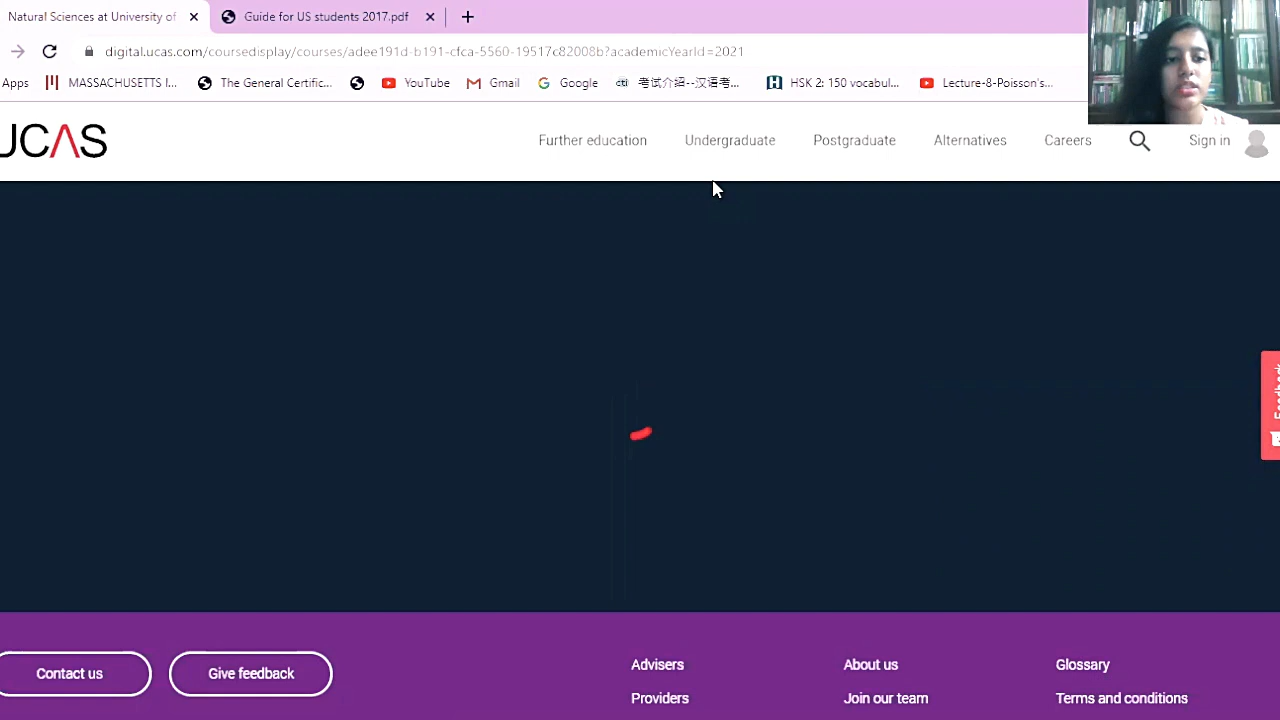 Natural Sciences at University of
Guide for US students 2017.pdf
digital.ucas.com/coursedisplay/courses/adee191d-b191-cfca-5560-19517c82008b?academicYearId=2021
Apps
MASSACHUSETTS I...
The General Certific...
YouTube
Gmail
Google
考试介绍--汉语考...
HSK 2: 150 vocabul...
Lecture-8-Poisson's...
UCAS
Further education
Undergraduate
Postgraduate
Alternatives
Careers
Sign in
Feedback
Contact us
Give feedback
Advisers
About us
Glossary
Providers
Join our team
Terms and conditions